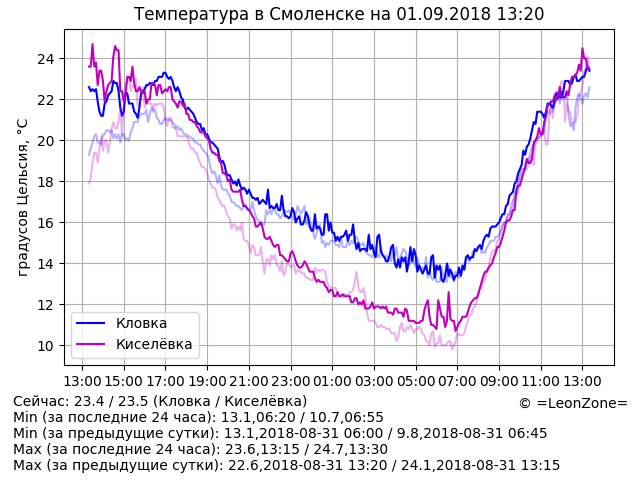 Температура в Смоленске на 01.09.2018 13:20
градусов Цельсия, °C
24
22
20
18
16
14
12
10
Кловка
Киселёвка
13:00 15:00 17:00 19:00 21:00 23:00 01:00 03:00 05:00 07:00 09:00 11:00 13:00
Сейчас: 23.4 / 23.5 (Кловка / Киселёвка)
© =LeonZone=
Min (за последние 24 часа): 13.1,06:20 / 10.7,06:55
Min (за предыдущие сутки): 13.1,2018-08-31 06:00 / 9.8,2018-08-31 06:45
Max (за последние 24 часа): 23.6,13:15 / 24.7,13:30
Max (за предыдущие сутки): 22.6,2018-08-31 13:20 / 24.1,2018-08-31 13:15